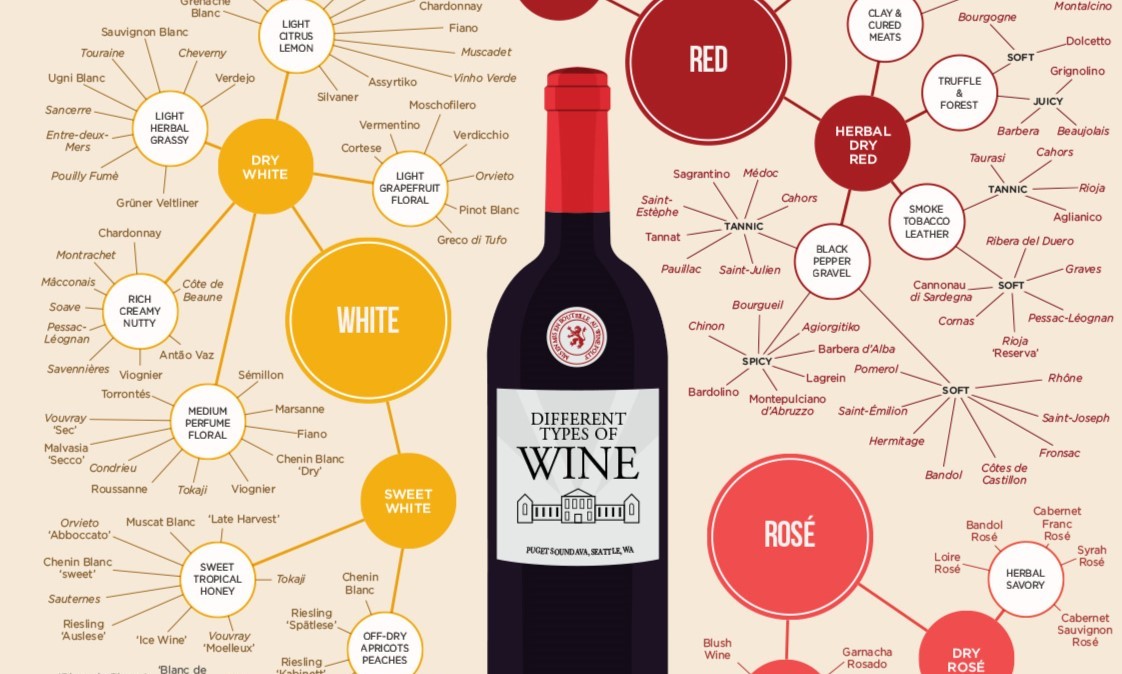 Grenache
Blanc
LIGHT
CITRUS
LEMON
Chardonnay
Fiano
Muscadet
Vinho Verde
Assyrtiko
Silvaner
Sauvignon Blanc
Touraine
Cheverny
Ugni Blanc
Verdejo
Sancerre
Entre-deux-
Mers
Pouilly Fumè
Grüner Veltliner
LIGHT
HERBAL
GRASSY
DRY
WHITE
Moschofilero
Vermentino
Verdicchio
Cortese
Orvieto
Pinot Blanc
Greco di Tufo
LIGHT
GRAPEFRUIT
FLORAL
Chardonnay
Montrachet
Mâcconais
Côte de
Beaune
Soave
Pessac-
Léognan
Savennières
Viognier
Antão Vaz
RICH
CREAMY
NUTTY
WHITE
Torrontés
Sémillon
Vouvray
'Sec'
Marsanne
Malvasia
'Secco'
Fiano
Condrieu
Chenin Blanc
'Dry'
Roussanne
Tokaji
Viognier
MEDIUM
PERFUME
FLORAL
SWEET
WHITE
Orvieto
'Abboccato'
Muscat Blanc
'Late Harvest'
Chenin Blanc
'sweet'
Tokaji
Sauternes
Riesling
'Auslese'
'Ice Wine'
Vouvray
'Moelleux'
SWEET
TROPICAL
HONEY
Chenin
Blanc
Riesling
'Spätlese'
Riesling
'Kabinett'
OFF-DRY
APRICOTS
PEACHES
'Blanc de
DIFFERENT
TYPES OF
WINE
PUGET SOUND AVA, SEATTLE, WA
RED
CLAY &
CURED
MEATS
Montalcino
Bourgogne
SOFT
Dolcetto
TRUFFLE
&
FOREST
Grignolino
JUICY
Barbera
Beaujolais
HERBAL
DRY
RED
Taurasi
Cahors
TANNIC
Rioja
Aglianico
SMOKE
TOBACCO
LEATHER
Ribera del Duero
Graves
Cannonau
di Sardegna
SOFT
Cornas
Pessac-Léognan
Rioja
'Reserva'
Sagrantino
Médoc
Saint-
Estèphe
Cahors
TANNIC
Tannat
Pauillac
Saint-Julien
BLACK
PEPPER
GRAVEL
Bourgueil
Chinon
Agiorgitiko
Barbera d'Alba
SPICY
Lagrein
Bardolino
Montepulciano
d'Abruzzo
Pomerol
Rhône
SOFT
Saint-Émilion
Saint-Joseph
Hermitage
Fronsac
Bandol
Côtes de
Castillon
ROSÉ
Bandol
Rosé
Cabernet
Franc
Rosé
Loire
Rosé
Syrah
Rosé
HERBAL
SAVORY
Cabernet
Sauvignon
Rosé
DRY
ROSÉ
Blush
Wine
Garnacha
Rosado